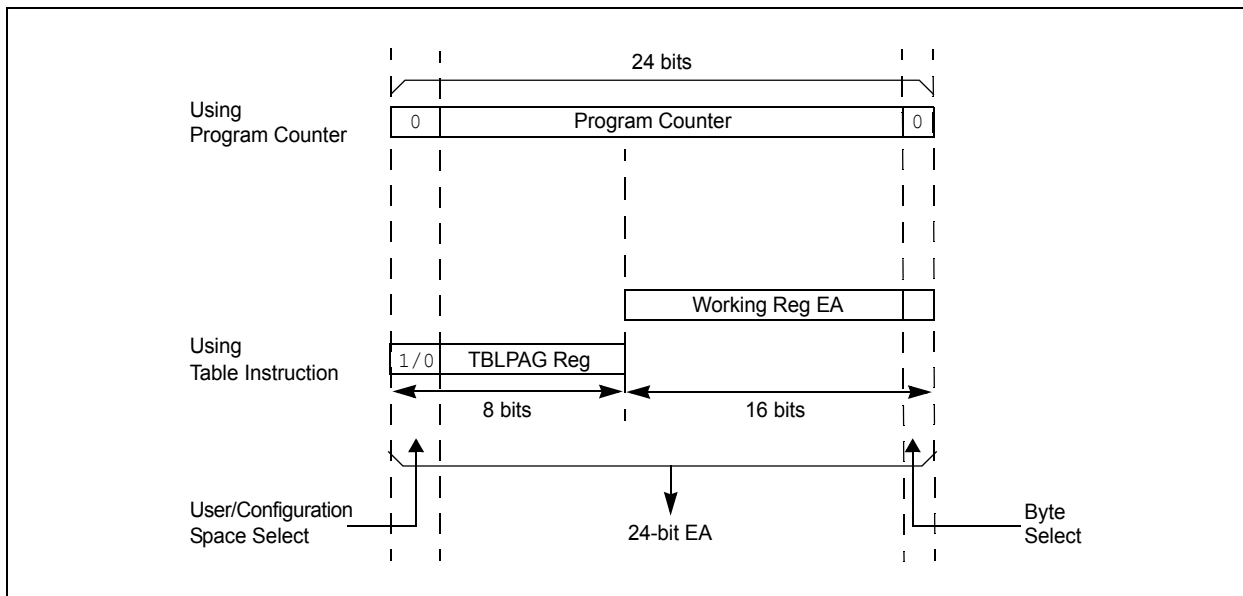 24 bits
Using
Program Counter
0
Program Counter
0
Working Reg EA
Using
Table Instruction
1/0
TBLPAG Reg
8 bits
16 bits
User/Configuration
Space Select
24-bit EA
Byte
Select